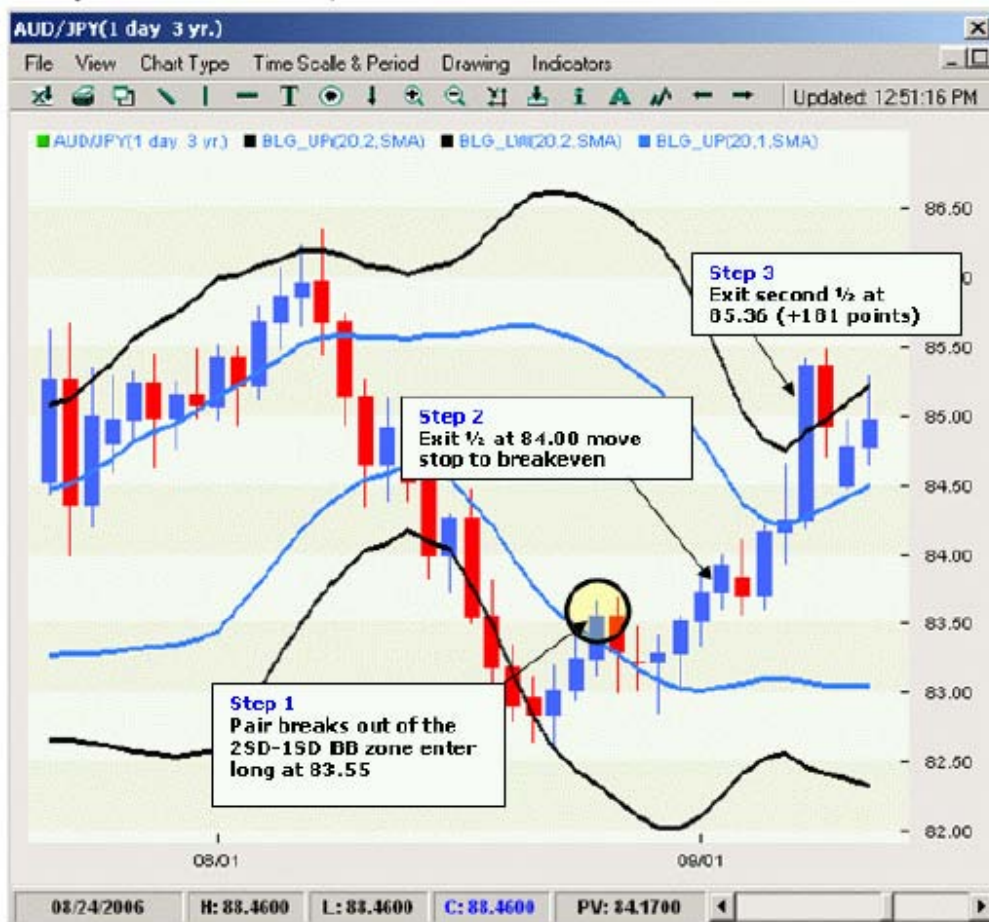 AUD/JPY(1 day 3 yr.)
File View Chart Type Time Scale & Period Drawing Indicators
T i A Updated: 12:51:16 PM
AUD/JPY(1 day 3 yr.) BLG_UP(20,2,SMA) BLG_LW(20,2,SMA) BLG_UP(20,1,SMA)
86.50
Step 3
Exit second ½ at
85.36 (+181 points)
85.50
Step 2
Exit ½ at 84.00 move
stop to breakeven
85.00
84.50
84.00
83.50
83.00
Step 1
Pair breaks out of the
2SD-1SD BB zone enter
long at 83.55
82.50
82.00
08/01 09/01
08/24/2006 H: 88.4600 L: 88.4600 C: 88.4600 PV: 84.1700